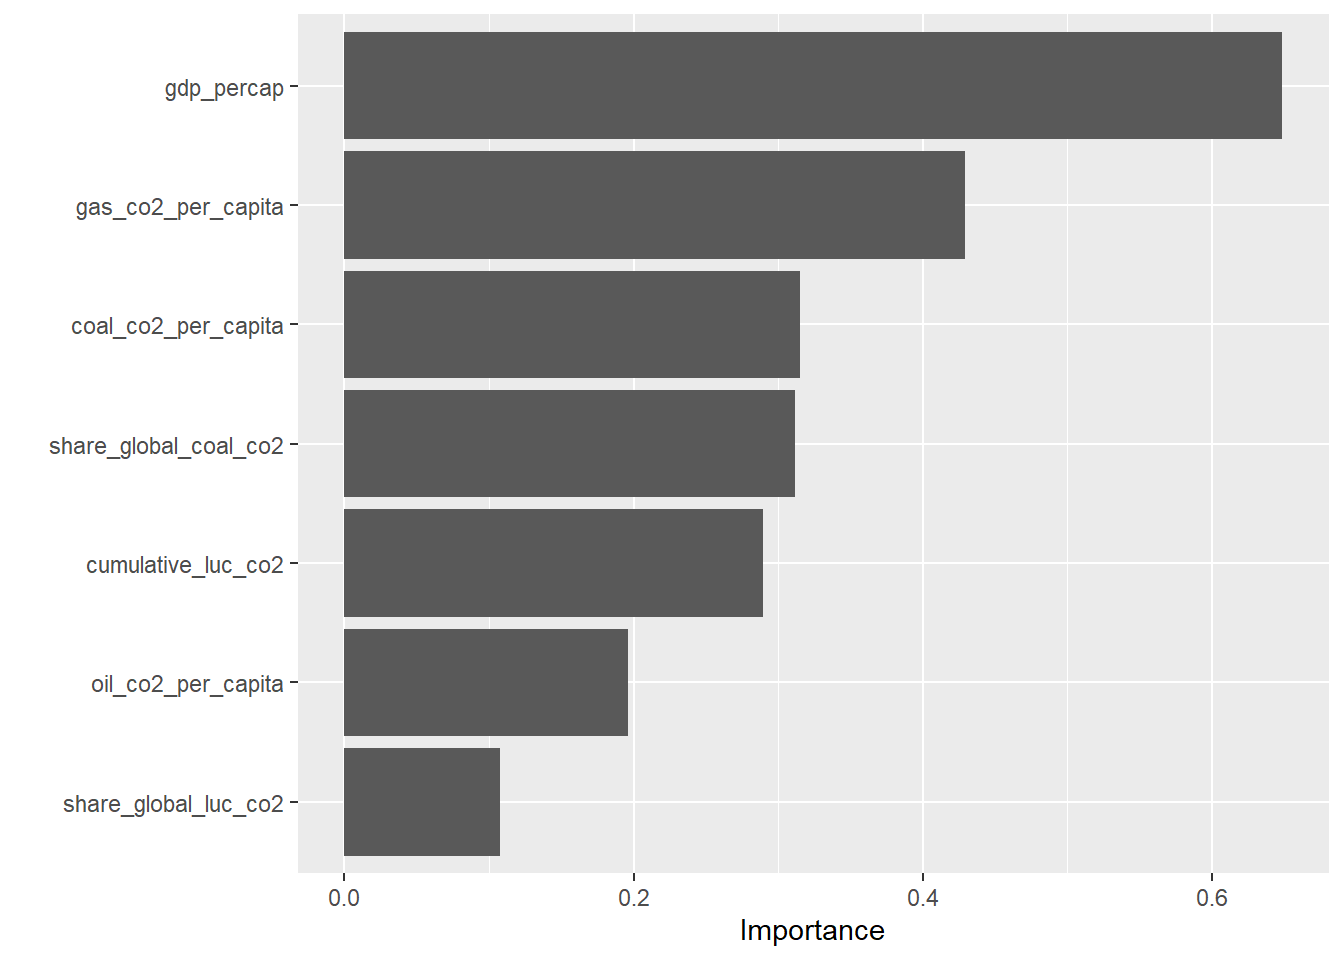 gdp_percap
gas_co2_per_capita
coal_co2_per_capita
share_global_coal_co2
cumulative_luc_co2
oil_co2_per_capita
share_global_luc_co2
0.0 0.2 0.4 0.6
Importance